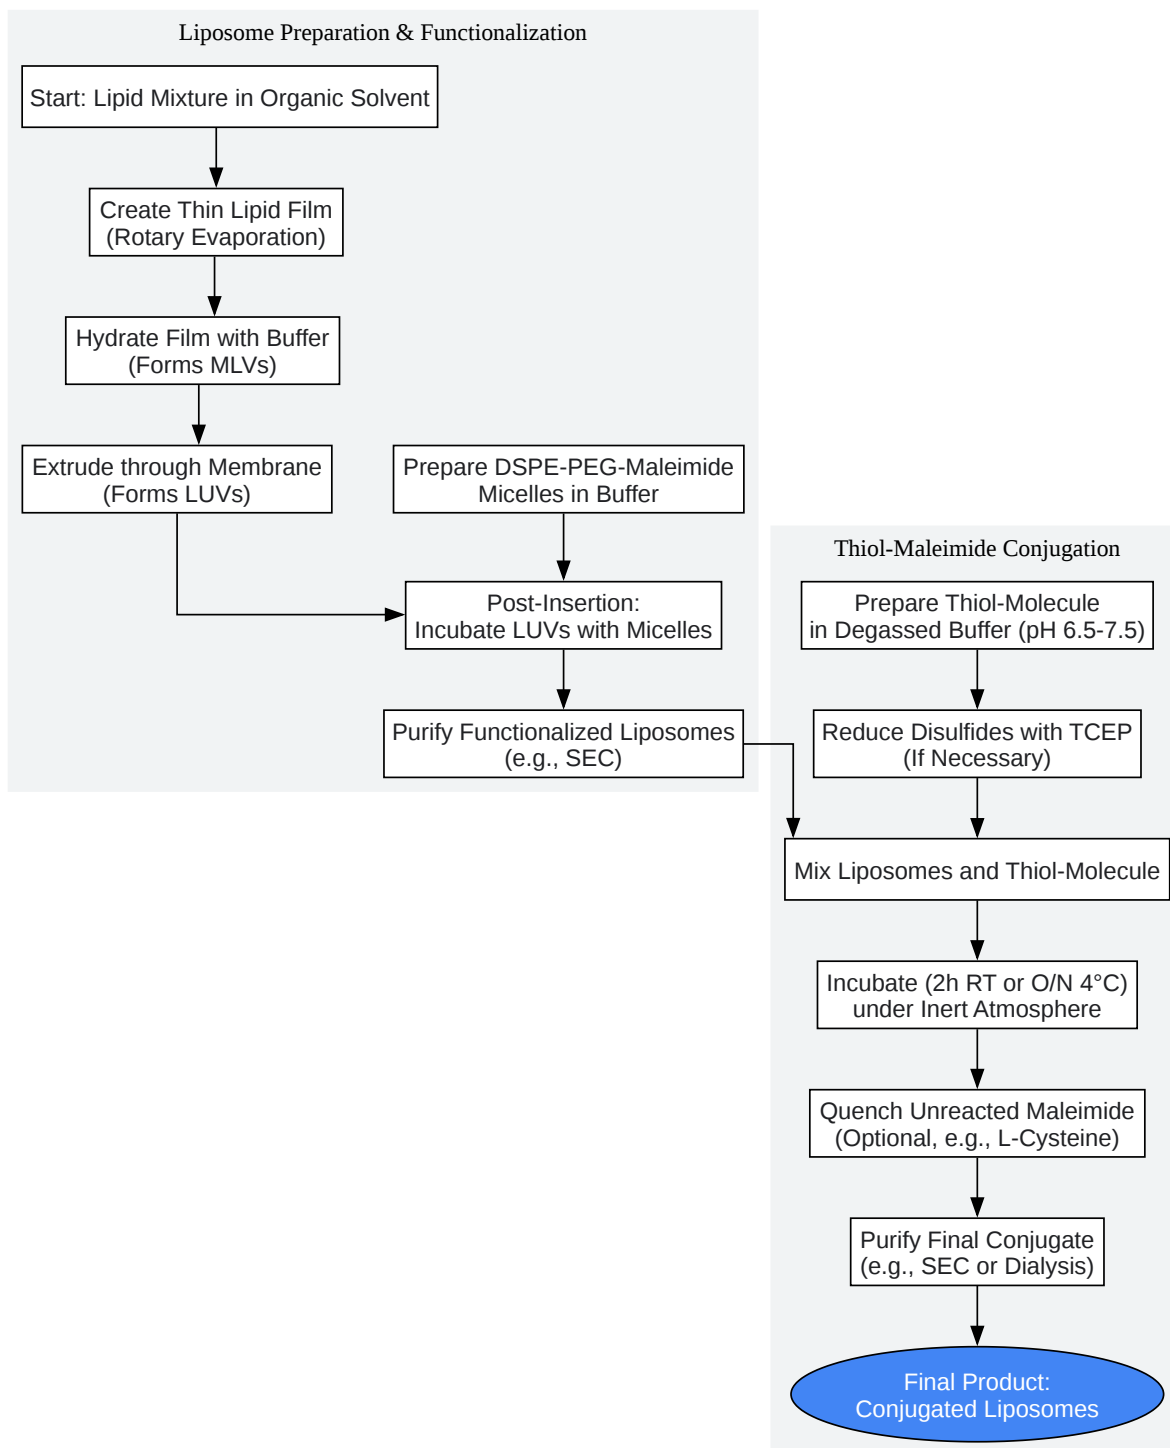 Liposome Preparation & Functionalization
Start: Lipid Mixture in Organic Solvent
Create Thin Lipid Film
(Rotary Evaporation)
Hydrate Film with Buffer
(Forms MLVs)
Extrude through Membrane
(Forms LUVs)
Prepare DSPE-PEG-Maleimide
Micelles in Buffer
Post-Insertion:
Incubate LUVs with Micelles
Purify Functionalized Liposomes
(e.g., SEC)
Thiol-Maleimide Conjugation
Prepare Thiol-Molecule
in Degassed Buffer (pH 6.5-7.5)
Reduce Disulfides with TCEP
(If Necessary)
Mix Liposomes and Thiol-Molecule
Incubate (2h RT or O/N 4°C)
under Inert Atmosphere
Quench Unreacted Maleimide
(Optional, e.g., L-Cysteine)
Purify Final Conjugate
(e.g., SEC or Dialysis)
Final Product:
Conjugated Liposomes